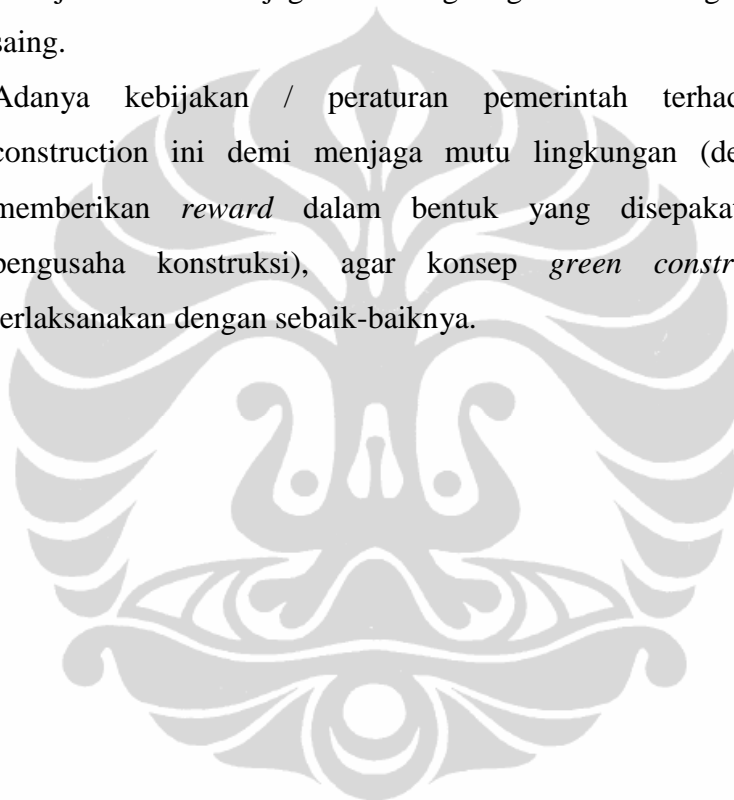 saing.
Adanya kebijakan / peraturan pemerintah terhad
construction ini demi menjaga mutu lingkungan (de
memberikan reward dalam bentuk yang disepaka
pengusaha konstruksi), agar konsep green constr
terlaksanakan dengan sebaik-baiknya.